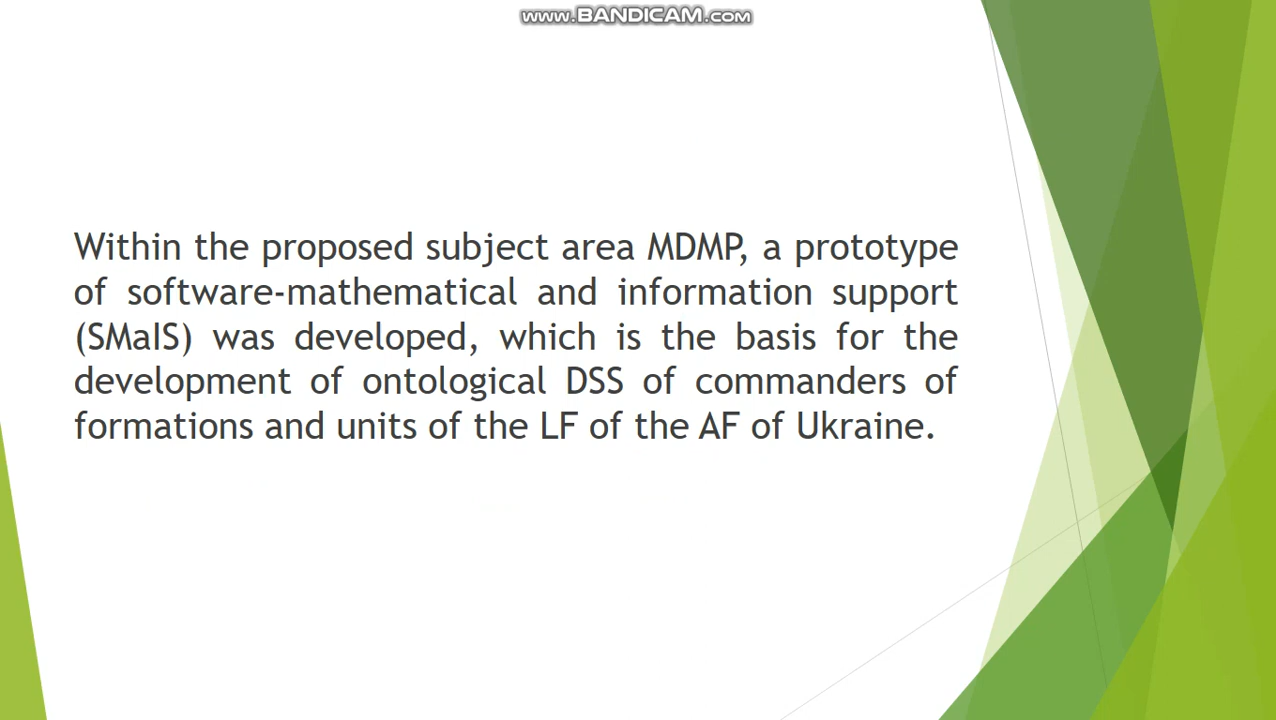 www.BANDICAM.com
Within the proposed subject area MDMP, a prototype
of software-mathematical and information support
(SMaIS) was developed, which is the basis for the
development of ontological DSS of commanders of
formations and units of the LF of the AF of Ukraine.